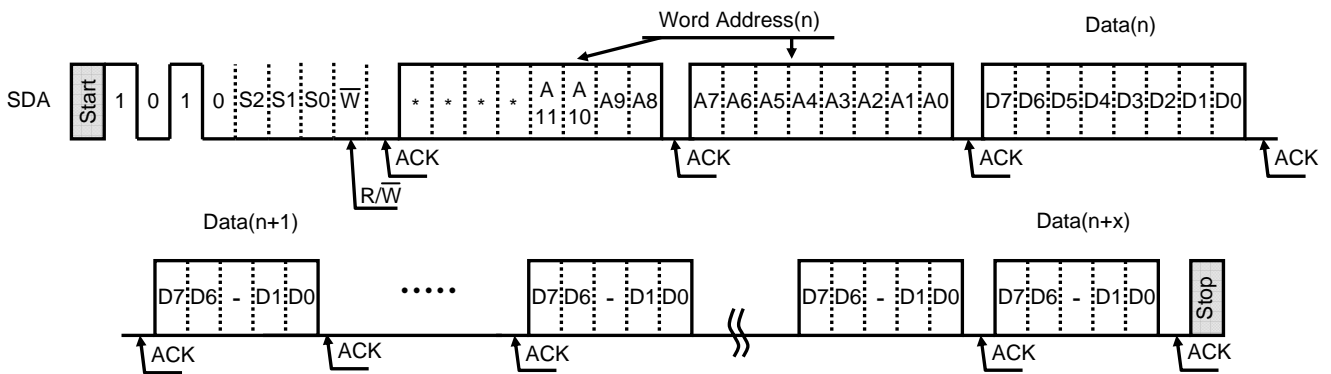 Word Address(n) Data(n)
SDA Start 1 0 1 0 S2 S1 S0 W̅ * * * * A11 A10 A9 A8 A7 A6 A5 A4 A3 A2 A1 A0 D7 D6 D5 D4 D3 D2 D1 D0
ACK ACK ACK ACK
R/W̅
Data(n+1) Data(n+x)
D7 D6 - D1 D0 ..... D7 D6 - D1 D0 D7 D6 - D1 D0 D7 D6 - D1 D0 Stop
ACK ACK ACK ACK ACK